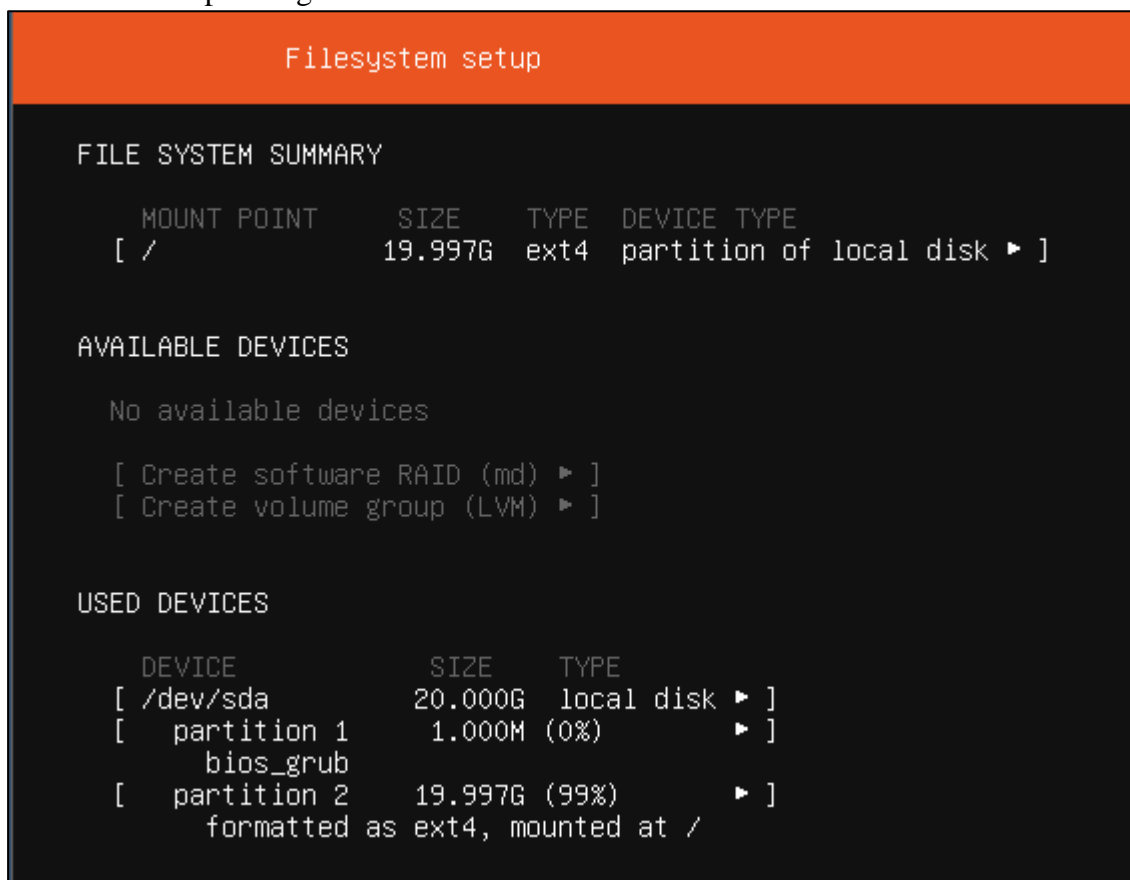 Filesystem setup
FILE SYSTEM SUMMARY
MOUNT POINT SIZE TYPE DEVICE TYPE
[ / 19.997G ext4 partition of local disk ▸ ]
AVAILABLE DEVICES
No available devices
[ Create software RAID (md) ▸ ]
[ Create volume group (LVM) ▸ ]
USED DEVICES
DEVICE SIZE TYPE
[ /dev/sda 20.000G local disk ▸ ]
[ partition 1 1.000M (0%) ▸ ]
bios_grub
[ partition 2 19.997G (99%) ▸ ]
formatted as ext4, mounted at /